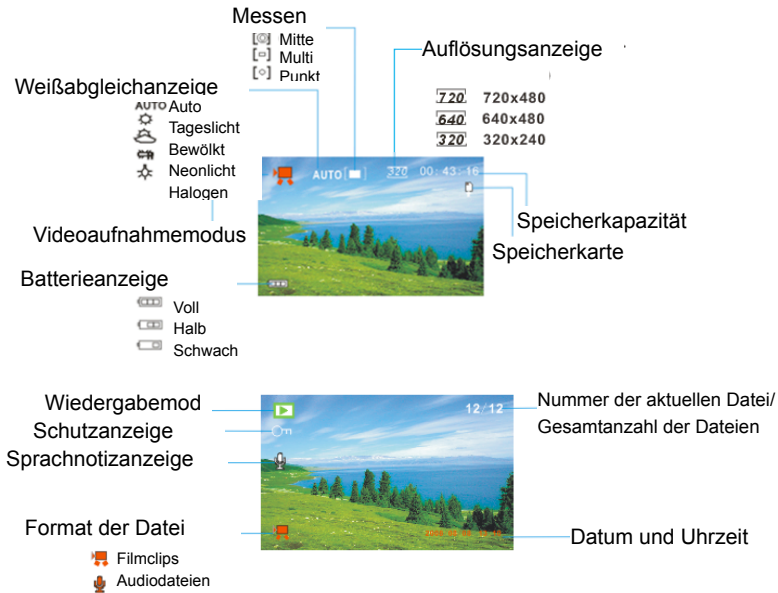 Messen
Mitte
Multi
Punkt
Auflösungsanzeige
720 720x480
640 640x480
320 320x240
Weißabgleichanzeige
AUTO Auto
Tageslicht
Bewölkt
Neonlicht
Halogen
AUTO 320 00:43:16
Speicherkapazität
Speicherkarte
Videoaufnahmemodus
Batterieanzeige
Voll
Halb
Schwach
Wiedergabemod
Schutzanzeige
Sprachnotizanzeige
12/12
Nummer der aktuellen Datei/
Gesamtanzahl der Dateien
Format der Datei
Filmclips
Audiodateien
Datum und Uhrzeit